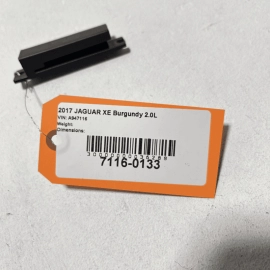 2017 JAGUAR XE Burgundy 2.0L
VIN: A947116
Weight:
Dimensions:
7116-0133